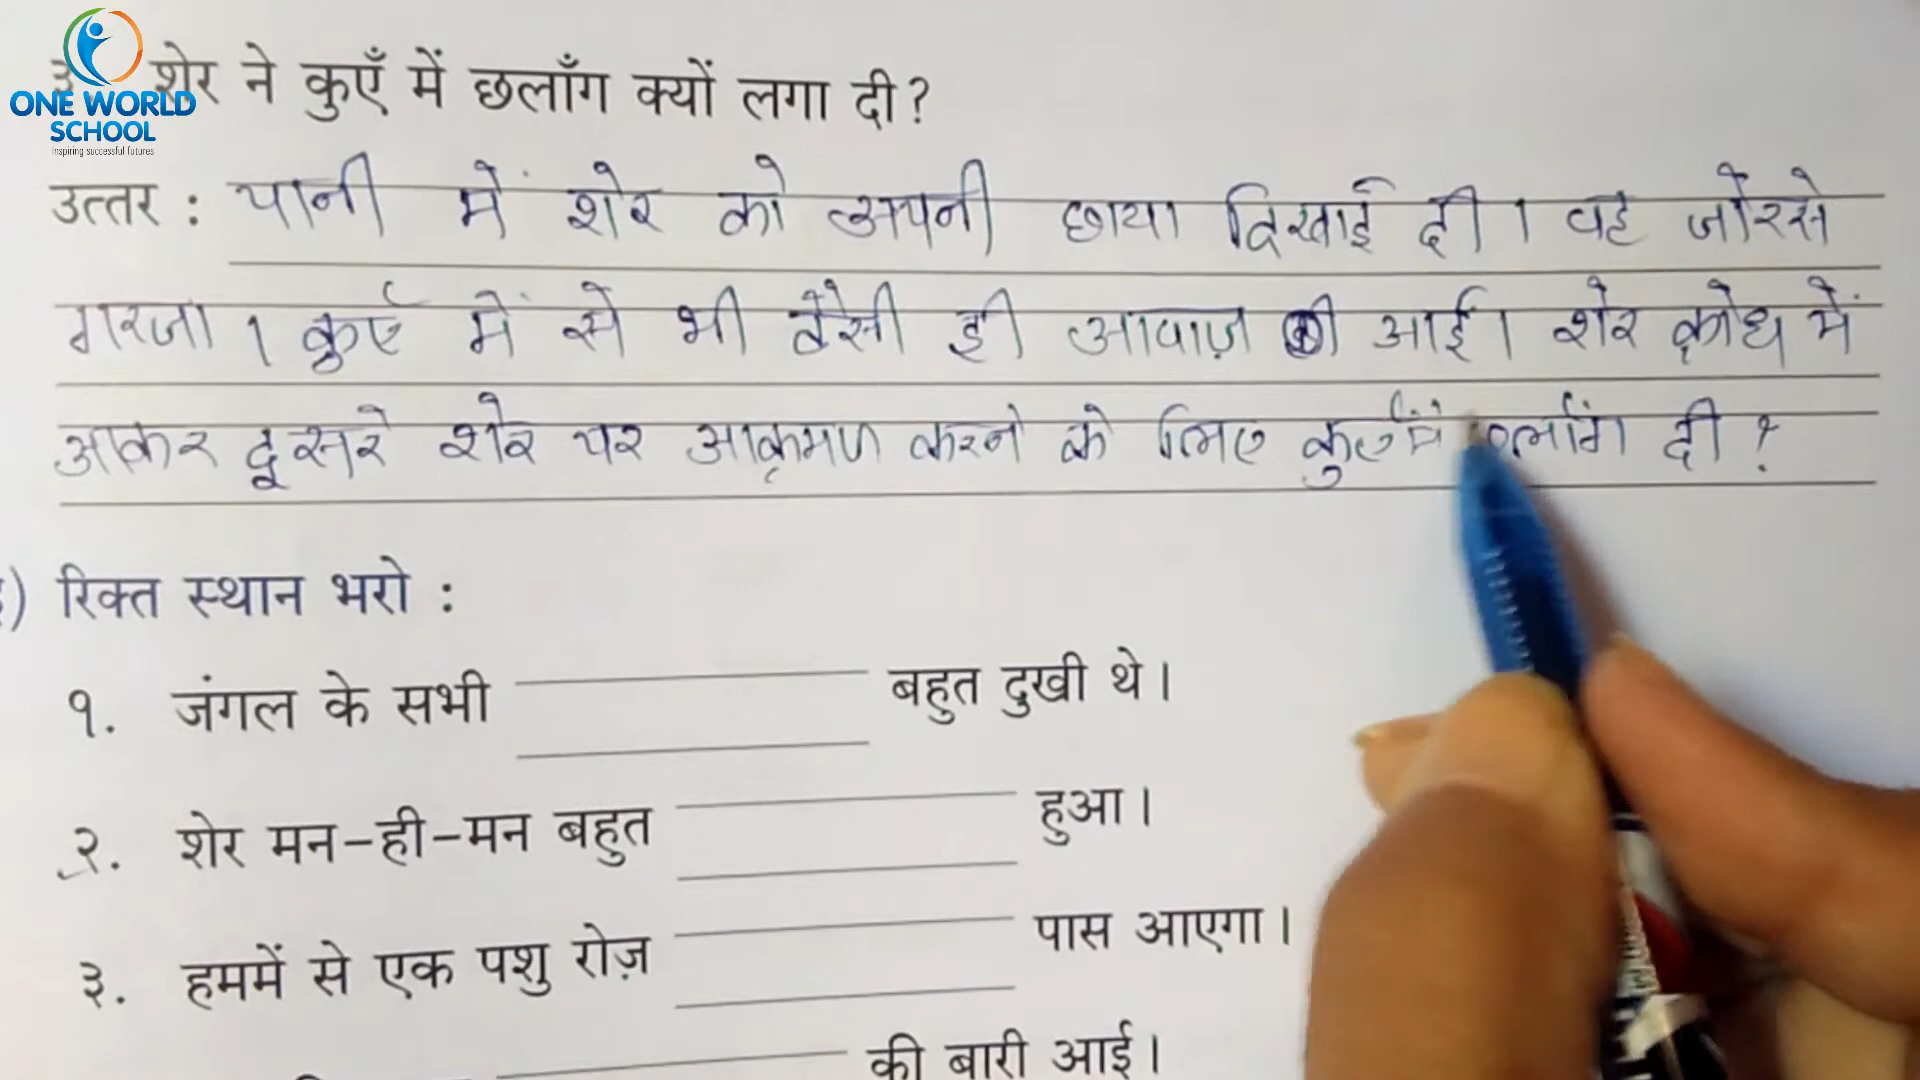 ONE WORLD
SCHOOL
Inspiring successful futures
शेर ने कुएँ में छलाँग क्यों लगा दी?
उत्तर : पानी में शेर को अपनी छाया दिखाई दी। वह जोरसे
गरजा। कुएँ में से भी वैसी ही आवाज़ भी आई। शेर क्रोध में
आकर दूसरे शेर पर आक्रमण करने के लिए कुएँ में छलाँग दी?
) रिक्त स्थान भरो :
१. जंगल के सभी बहुत दुखी थे।
२. शेर मन-ही-मन बहुत हुआ।
३. हममें से एक पशु रोज़ पास आएगा।
की बारी आई।